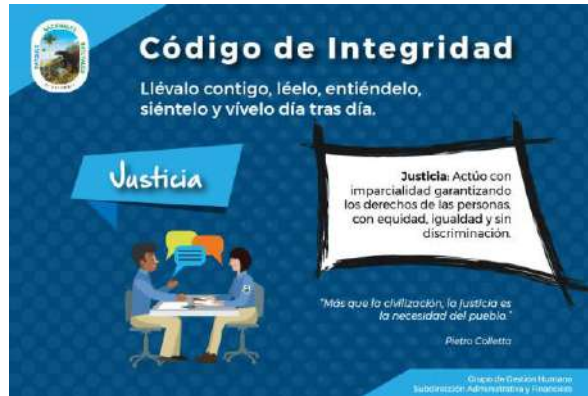 Código de Integridad
Llévalo contigo, léelo, entiéndelo,
siéntelo y vívelo día tras día.
Justicia
Justicia: Actúo con
imparcialidad garantizando
los derechos de las personas,
con equidad, igualdad y sin
discriminación.
"Más que la civilización, la justicia es
la necesidad del pueblo."
Pietro Colletta
Grupo de Gestión Humana
Subdirección Administrativa y Financiera